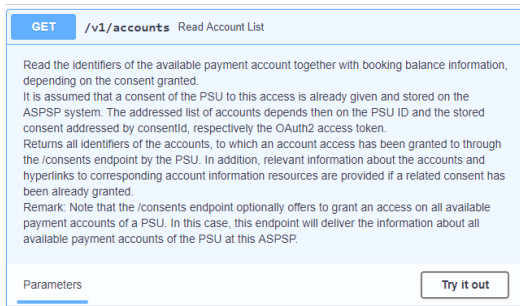 GET /v1/accounts Read Account List
Read the identifiers of the available payment account together with booking balance information,
depending on the consent granted.
It is assumed that a consent of the PSU to this access is already given and stored on the
ASPSP system. The addressed list of accounts depends then on the PSU ID and the stored
consent addressed by consentId, respectively the OAuth2 access token.
Returns all identifiers of the accounts, to which an account access has been granted to through
the /consents endpoint by the PSU. In addition, relevant information about the accounts and
hyperlinks to corresponding account information resources are provided if a related consent has
been already granted.
Remark: Note that the /consents endpoint optionally offers to grant an access on all available
payment accounts of a PSU. In this case, this endpoint will deliver the information about all
available payment accounts of the PSU at this ASPSP.
Parameters Try it out